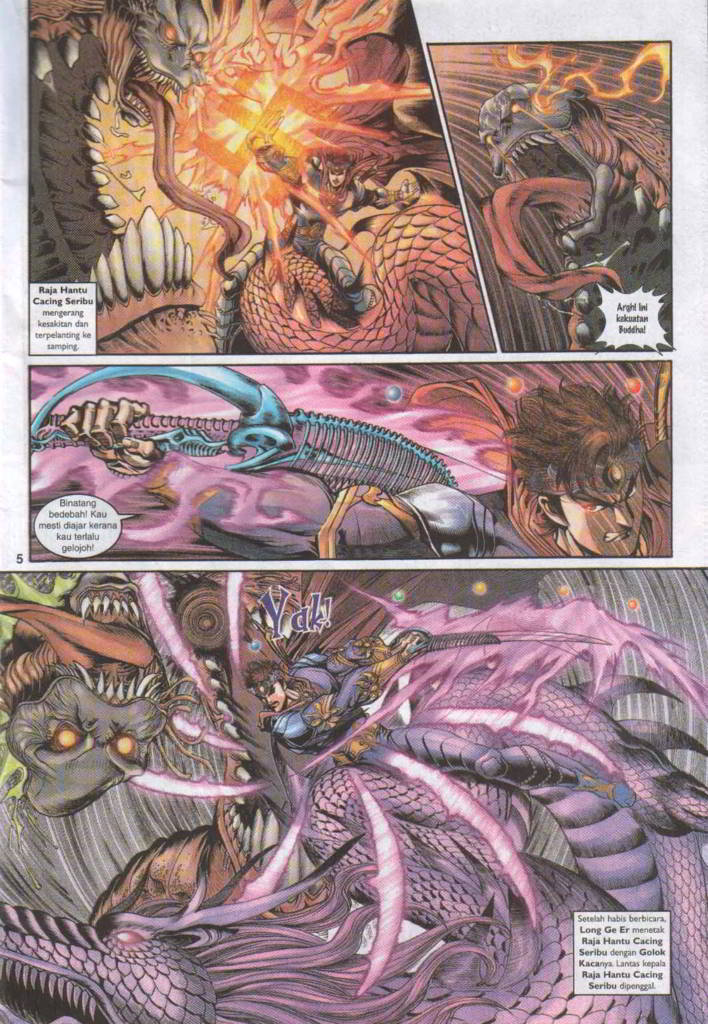 Raja Hantu
Cacing Seribu
mengerang
kesakitan dan
terpelanting ke
samping.
Argh! Ini
kekuatan
Buddha!
Binatang
bedebah! Kau
mesti diajar kerana
kau terlalu
gelojoh!
5
Yak!
Setelah habis berbicara,
Long Ge Er menetak
Raja Hantu Cacing
Seribu dengan Golok
Kacanya. Lantas kepala
Raja Hantu Cacing
Seribu dipenggal.